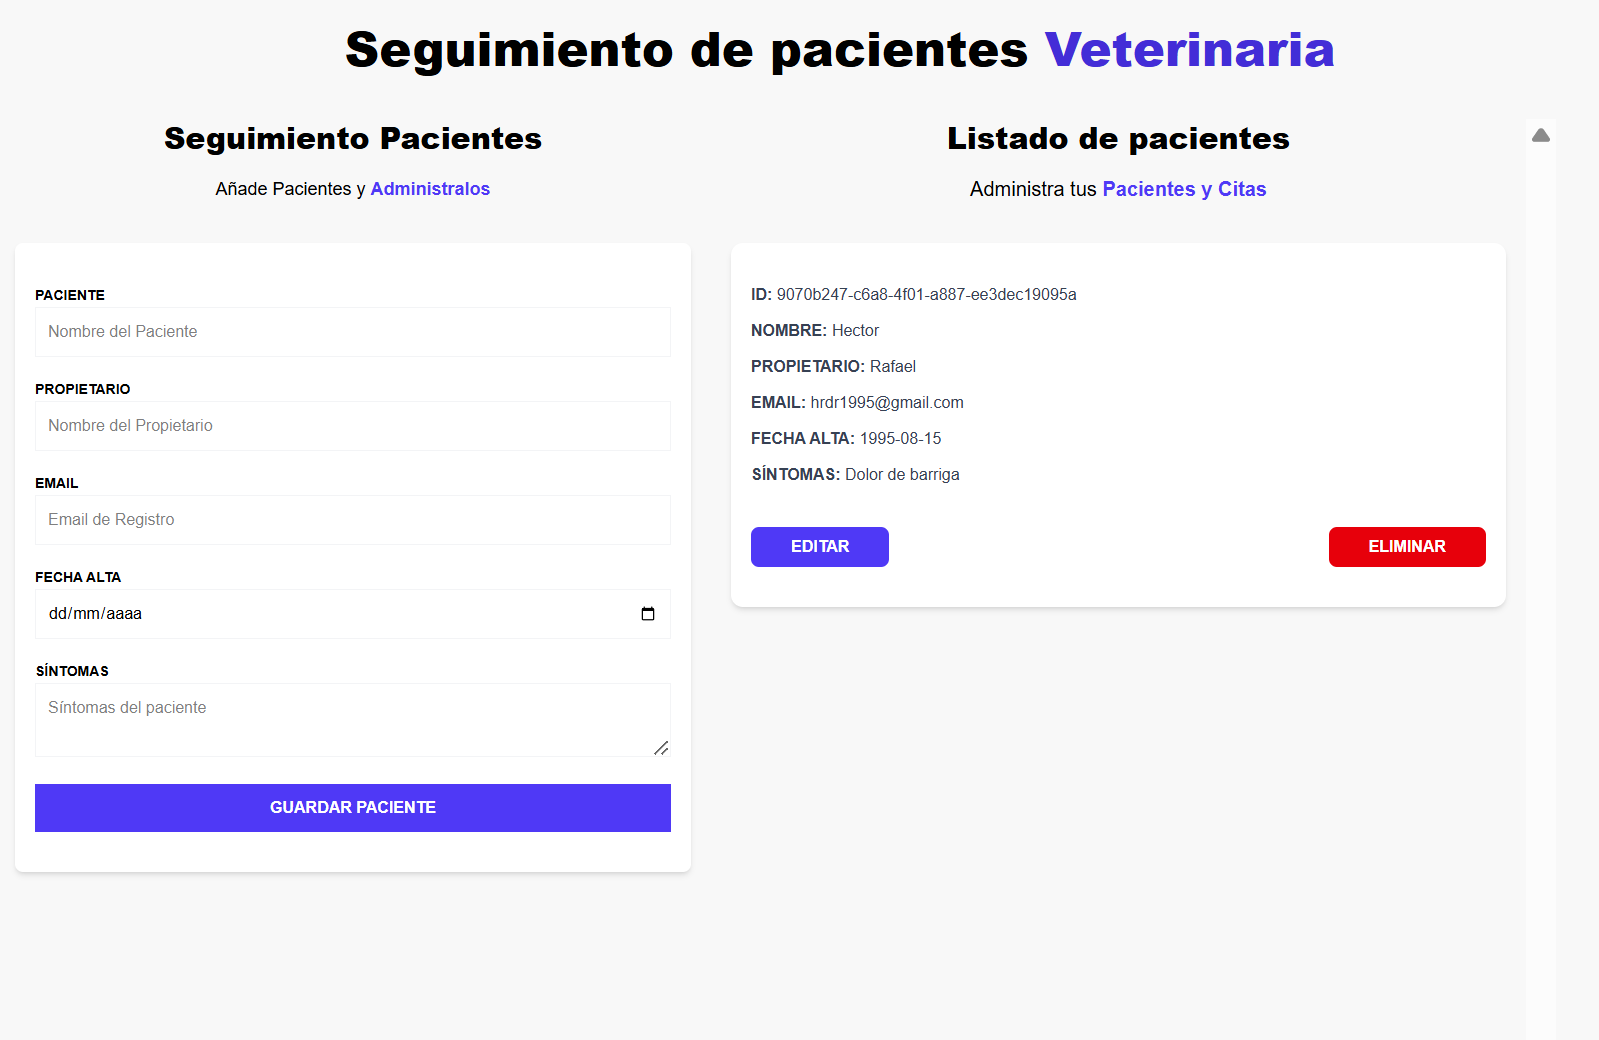 Seguimiento de pacientes Veterinaria
Seguimiento Pacientes
Añade Pacientes y Administralos
PACIENTE
Nombre del Paciente
PROPIETARIO
Nombre del Propietario
EMAIL
Email de Registro
FECHA ALTA
dd/mm/aaaa
SÍNTOMAS
Síntomas del paciente
GUARDAR PACIENTE
Listado de pacientes
Administra tus Pacientes y Citas
ID: 9070b247-c6a8-4f01-a887-ee3dec19095a
NOMBRE: Hector
PROPIETARIO: Rafael
EMAIL: hrdr1995@gmail.com
FECHA ALTA: 1995-08-15
SÍNTOMAS: Dolor de barriga
EDITAR
ELIMINAR